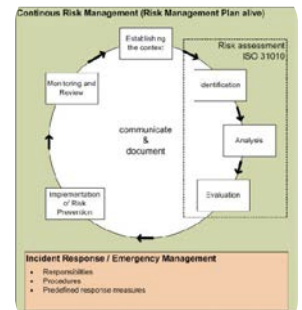 Continous Risk Management (Risk Management Plan alive)
Establishing
the context
Risk assessment
ISO 31010
Identification
Monitoring and
Review
communicate
&
document
Analysis
Implementation
of Risk
Prevention
Evaluation
Incident Response / Emergency Management
• Responsibilities
• Procedures
• Predefined response measures